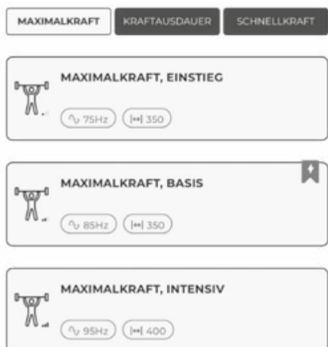 MAXIMALKRAFT KRAFTAUSDAUER SCHNELLKRAFT
MAXIMALKRAFT, EINSTIEG
75Hz 350
MAXIMALKRAFT, BASIS
85Hz 350
MAXIMALKRAFT, INTENSIV
95Hz 400